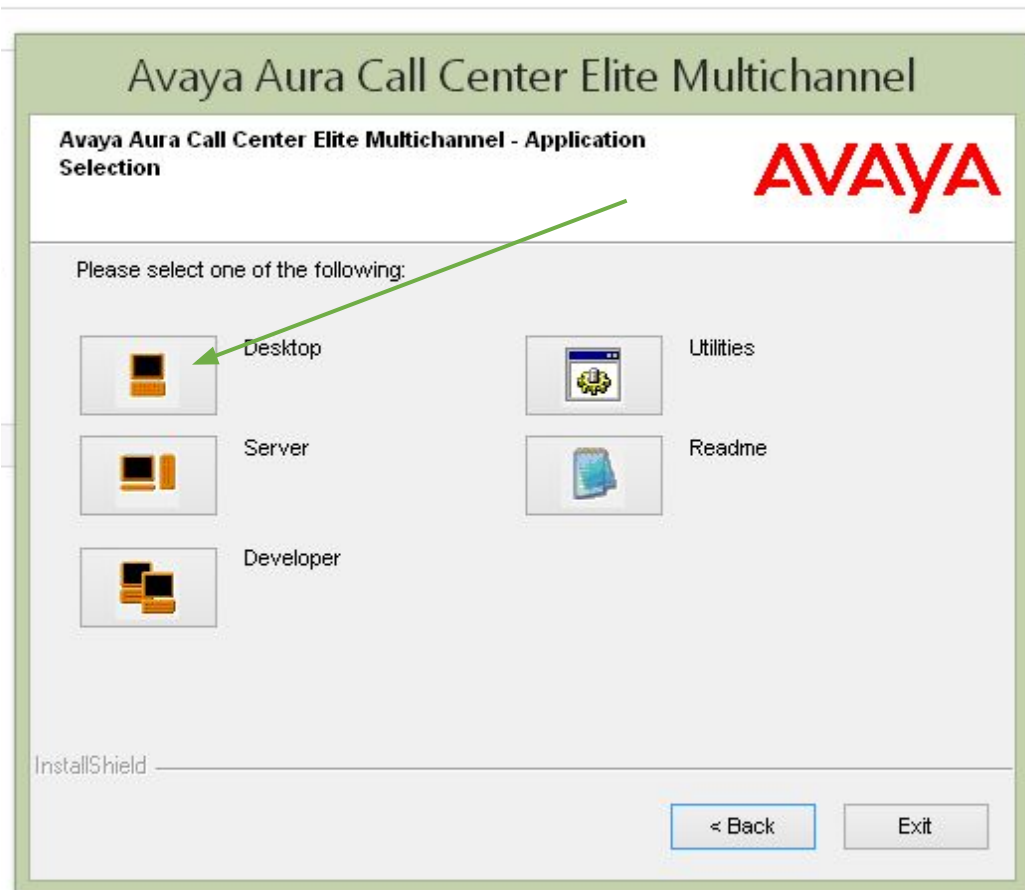 Avaya Aura Call Center Elite Multichannel
Avaya Aura Call Center Elite Multichannel - Application
Selection
AVAYA
Please select one of the following:
Desktop
Utilities
Server
Readme
Developer
InstallShield
< Back
Exit